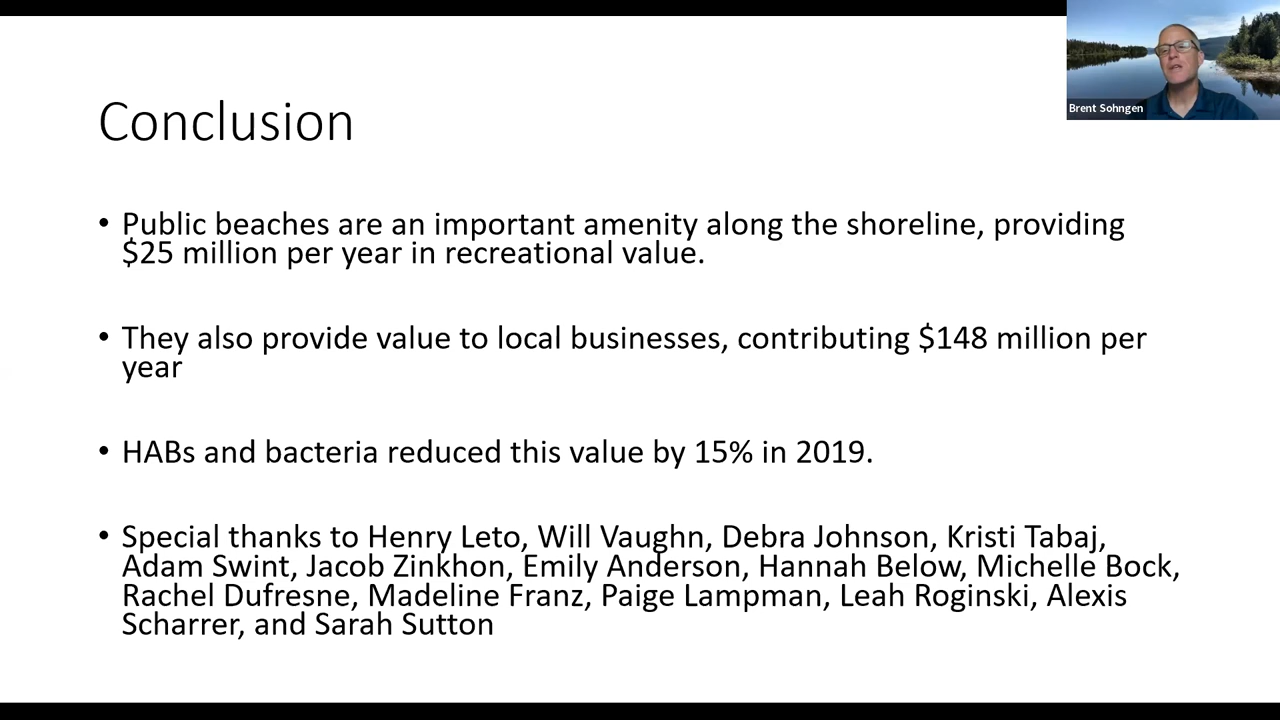 Brent Sohngen
Conclusion
• Public beaches are an important amenity along the shoreline, providing
$25 million per year in recreational value.
• They also provide value to local businesses, contributing $148 million per
year
• HABs and bacteria reduced this value by 15% in 2019.
• Special thanks to Henry Leto, Will Vaughn, Debra Johnson, Kristi Tabaj,
Adam Swint, Jacob Zinkhon, Emily Anderson, Hannah Below, Michelle Bock,
Rachel Dufresne, Madeline Franz, Paige Lampman, Leah Roginski, Alexis
Scharrer, and Sarah Sutton